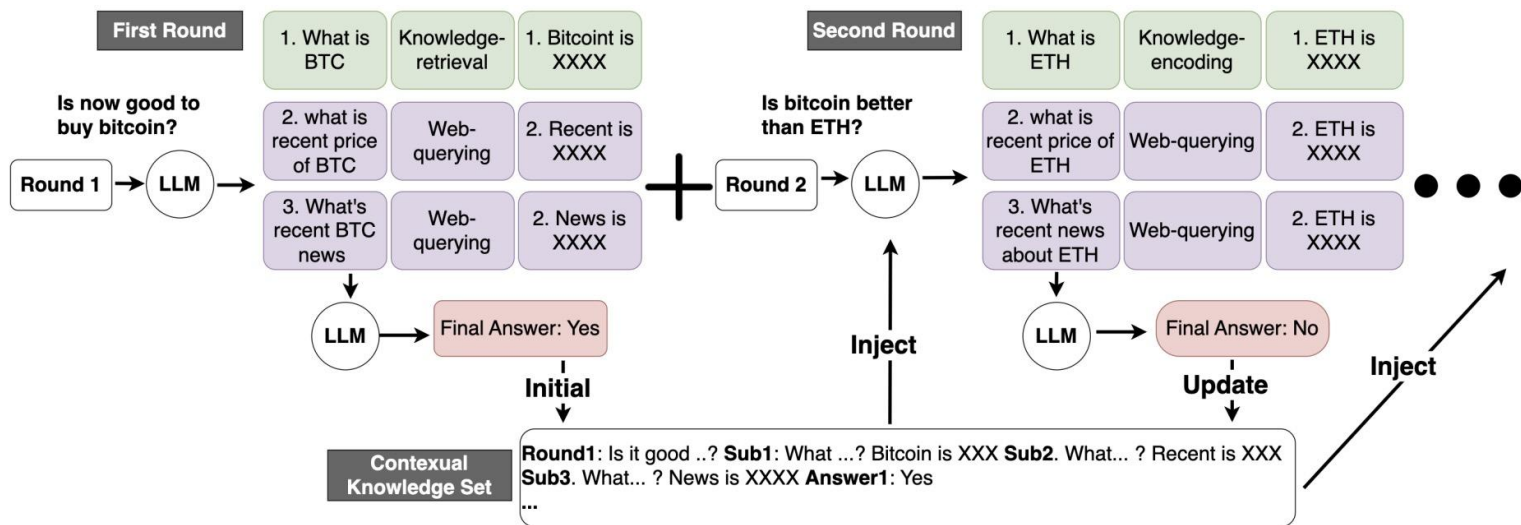 First Round
1. What is
BTC
Knowledge-
retrieval
1. Bitcoint is
XXXX
Is now good to
buy bitcoin?
2. what is
recent price
of BTC
Web-
querying
2. Recent is
XXXX
Round 1
LLM
3. What's
recent BTC
news
Web-
querying
2. News is
XXXX
LLM
Final Answer: Yes
Initial
Second Round
1. What is
ETH
Knowledge-
encoding
1. ETH is
XXXX
Is bitcoin better
than ETH?
2. what is
recent price of
ETH
Web-querying
2. ETH is
XXXX
Round 2
LLM
3. What's
recent news
about ETH
Web-querying
2. ETH is
XXXX
LLM
Final Answer: No
Inject
Update
Inject
Contexual
Knowledge Set
Round1: Is it good ..? Sub1: What ...? Bitcoin is XXX Sub2. What... ? Recent is XXX
Sub3. What... ? News is XXXX Answer1: Yes
...